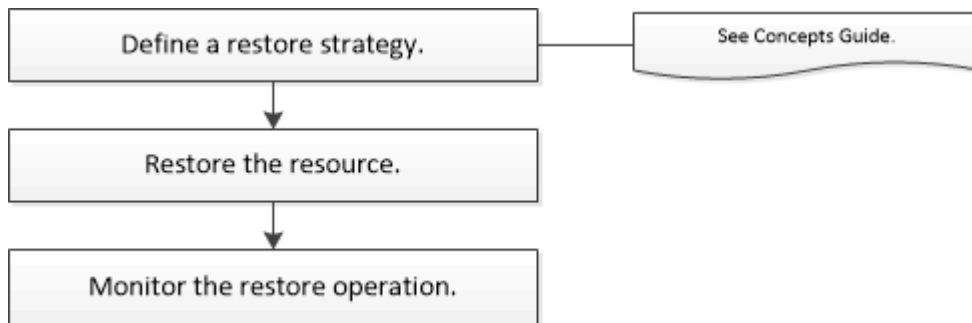 Define a restore strategy.
See Concepts Guide.
Restore the resource.
Monitor the restore operation.